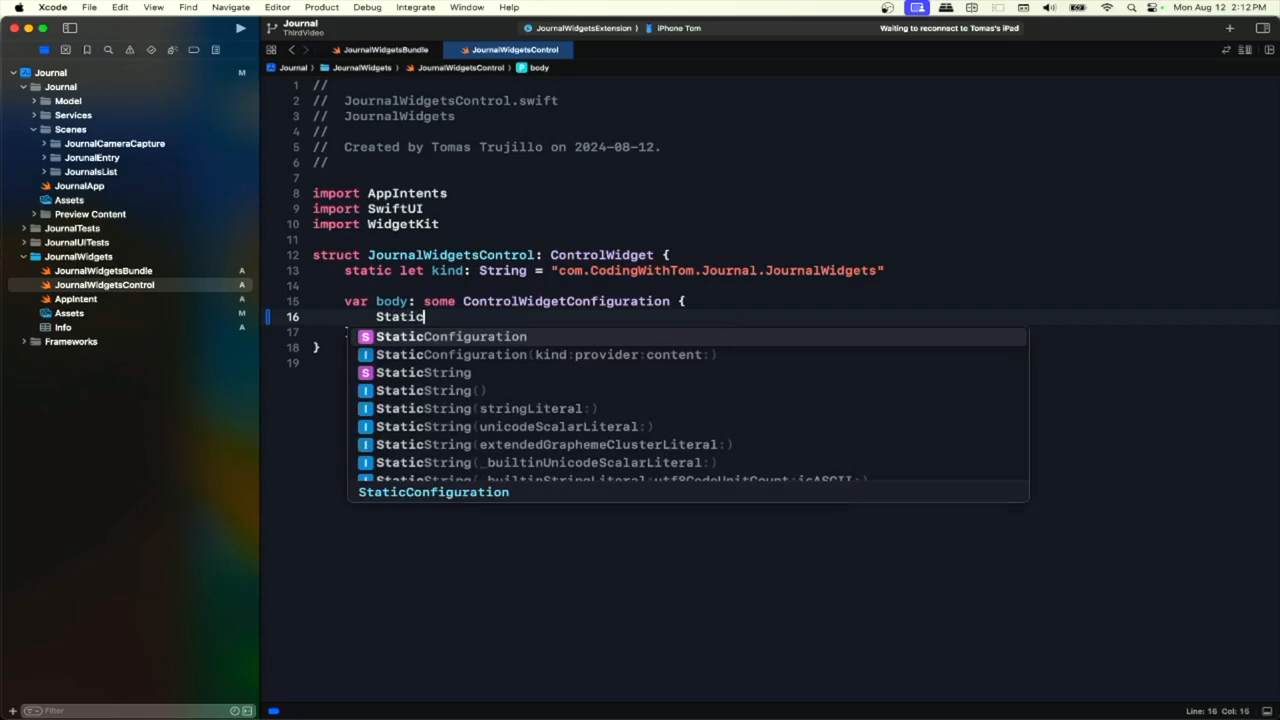 Xcode File Edit View Find Navigate Editor Product Debug Integrate Window Help Mon Aug 12 2:12 PM
Journal
ThirdVideo
JournalWidgetsExtension iPhone Tom
Waiting to reconnect to Tomas's iPad
JournalWidgetsBundle
JournalWidgetsControl
Journal JournalWidgets JournalWidgetsControl body
Journal M
Journal
Model
Services
Scenes
JournalCameraCapture
JorunalEntry
JournalsList
JournalApp
Assets
Preview Content
JournalTests
JournalUITests
JournalWidgets
JournalWidgetsBundle A
JournalWidgetsControl A
AppIntent A
Assets M
Info A
Frameworks
Filter
1 //
2 // JournalWidgetsControl.swift
3 // JournalWidgets
4 //
5 // Created by Tomas Trujillo on 2024-08-12.
6 //
7
8 import AppIntents
9 import SwiftUI
10 import WidgetKit
11
12 struct JournalWidgetsControl: ControlWidget {
13 static let kind: String = "com.CodingWithTom.Journal.JournalWidgets"
14
15 var body: some ControlWidgetConfiguration {
16 Static
17
18 }
19
S StaticConfiguration
I StaticConfiguration(kind:provider:content:)
S StaticString
I StaticString()
I StaticString(stringLiteral:)
I StaticString(unicodeScalarLiteral:)
I StaticString(extendedGraphemeClusterLiteral:)
I StaticString(_builtinUnicodeScalarLiteral:)
I StaticString(_builtinStringLiteral:utf8CodeUnitCount:isASCII:)
StaticConfiguration
Line: 16 Col: 15